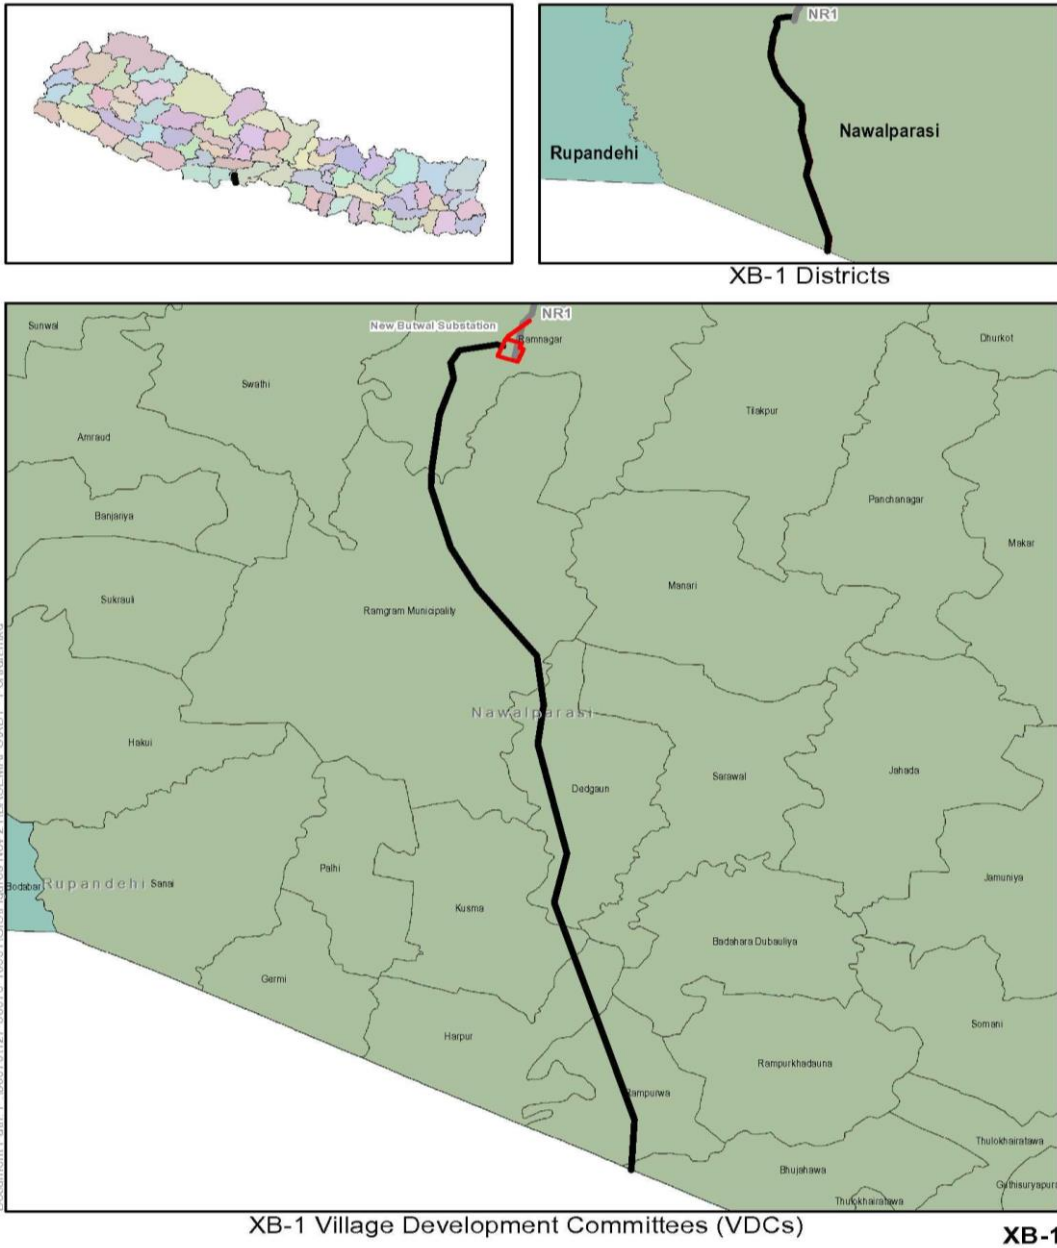 NR1
Nawalparasi
Rupandehi
XB-1 Districts
NR1
New Butwal Substation
Ramnagar
Sunwal
Dhurkot
Swathi
Tilakpur
Amraud
Panchanagar
Banjariya
Makar
Manari
Sukrauli
Ramgram Municipality
Nawalparasi
Hakui
Jahada
Sarawal
Dedgaun
Palhi
Jamuniya
Bodabar
Rupandehi
Sanai
Kusma
Badahara Dubauliya
Germi
Somani
Harpur
Rampurkhadauna
Rampurwa
Thulokhairatawa
Bhujahawa
Guthisuryapura
Thulokhairatawa
XB-1 Village Development Committees (VDCs)
XB-1